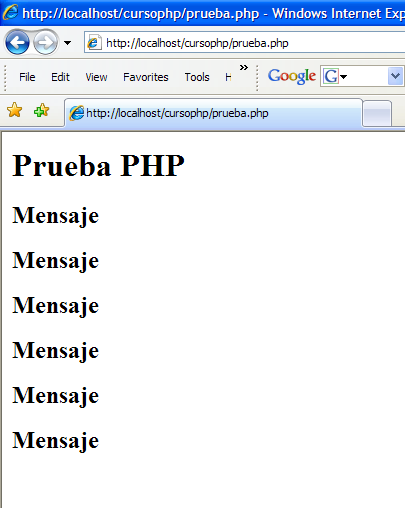 http://localhost/cursophp/prueba.php - Windows Internet Exp
http://localhost/cursophp/prueba.php
File Edit View Favorites Tools H » Google G
http://localhost/cursophp/prueba.php
Prueba PHP
Mensaje
Mensaje
Mensaje
Mensaje
Mensaje
Mensaje